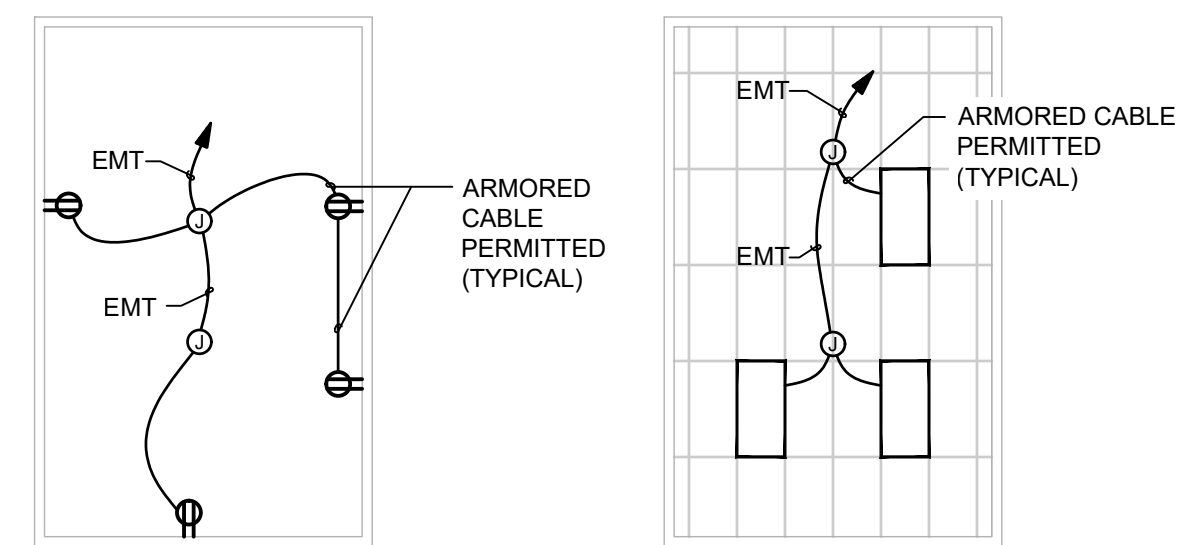 EMT
J
EMT
J
ARMORED
CABLE
PERMITTED
(TYPICAL)
EMT
J
EMT
J
ARMORED CABLE
PERMITTED
(TYPICAL)